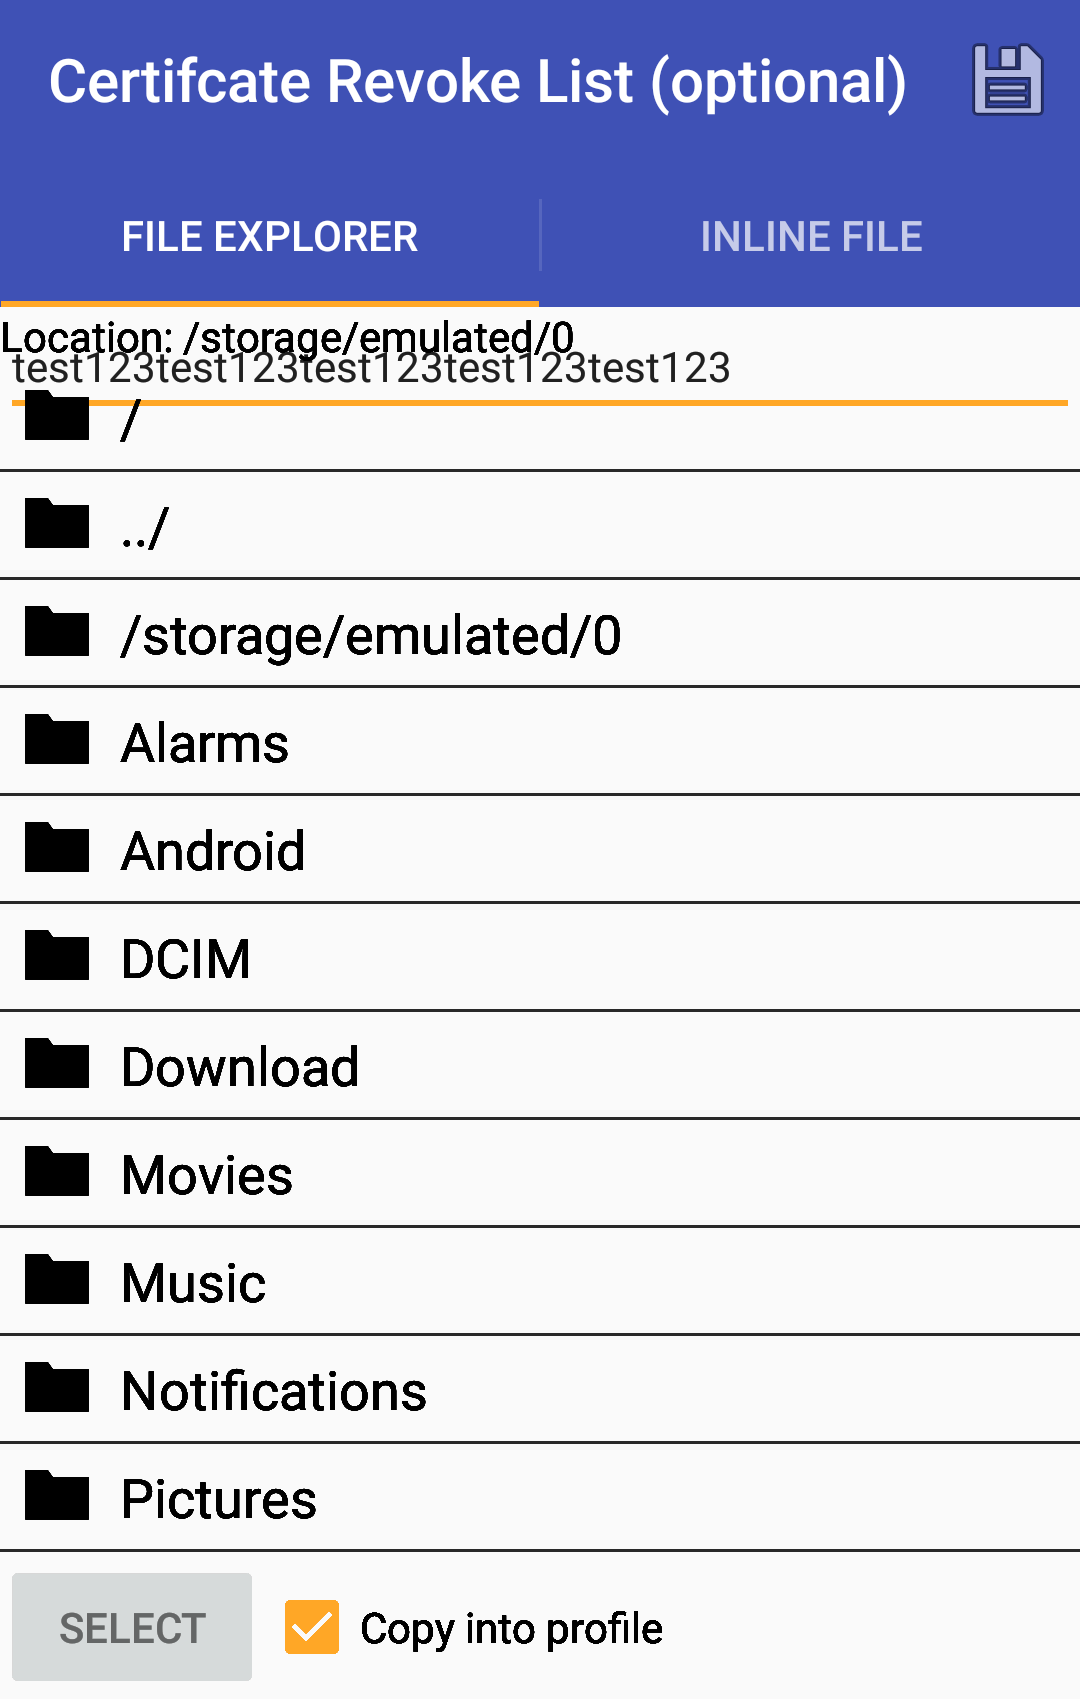 Certifcate Revoke List (optional)
FILE EXPLORER
INLINE FILE
Location: /storage/emulated/0
test123test123test123test123test123
/
../
/storage/emulated/0
Alarms
Android
DCIM
Download
Movies
Music
Notifications
Pictures
SELECT
Copy into profile